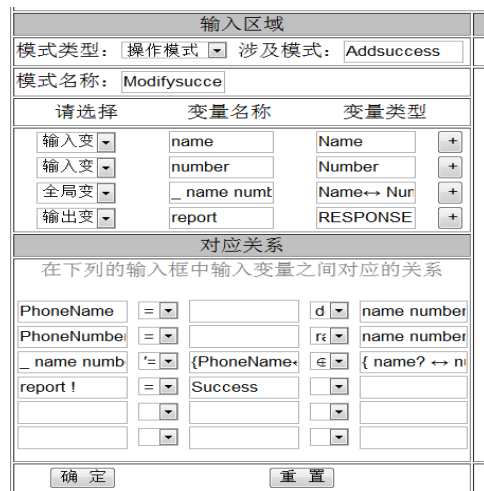 输入区域
模式类型： 操作模式 涉及模式： Addsuccess
模式名称： Modifysucce
请选择 变量名称 变量类型
输入变 name Name +
输入变 number Number +
全局变 _ name numt Name↔ Nun +
输出变 report RESPONSE +
对应关系
在下列的输入框中输入变量之间对应的关系
PhoneName = d name number
PhoneNumbe = ra name number
_ name numb '= {PhoneName ∈ { name? ↔ n
report ! = Success
确 定 重 置